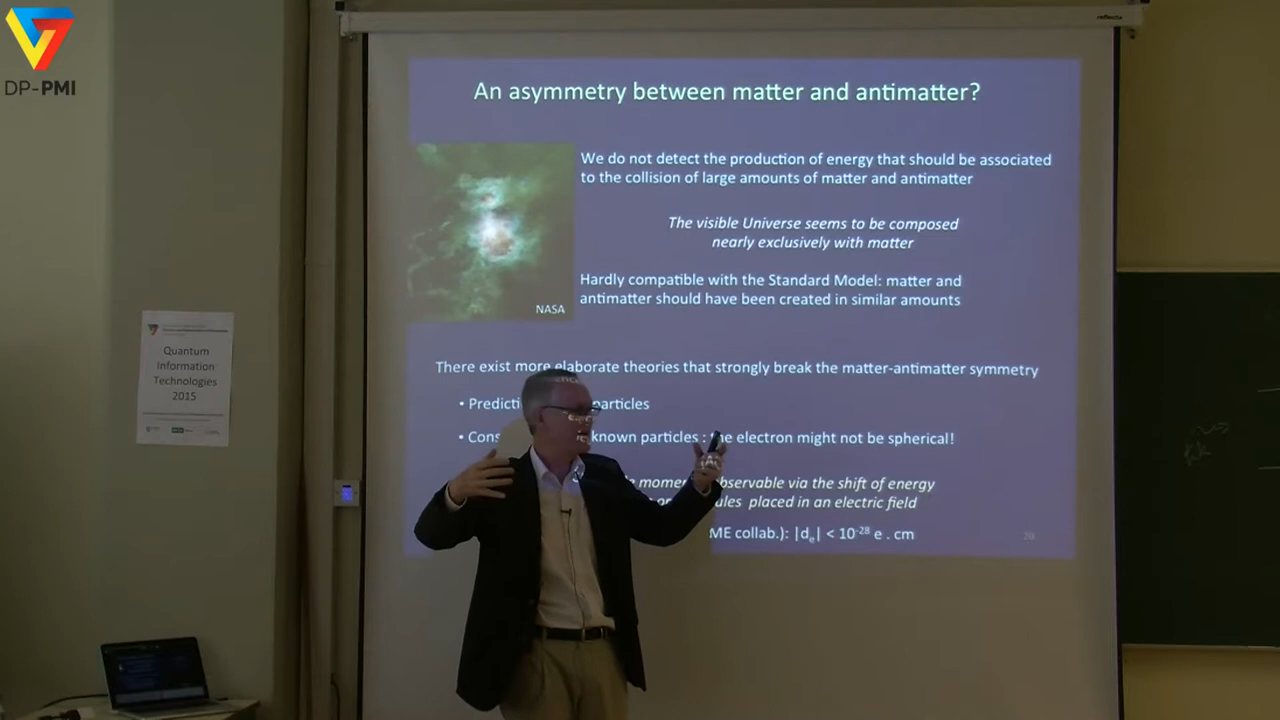 DP-PMI
reflecta
An asymmetry between matter and antimatter?
We do not detect the production of energy that should be associated
to the collision of large amounts of matter and antimatter
The visible Universe seems to be composed
nearly exclusively with matter
Hardly compatible with the Standard Model: matter and
antimatter should have been created in similar amounts
NASA
There exist more elaborate theories that strongly break the matter-antimatter symmetry
• Predicti particles
• Cons known particles : the electron might not be spherical!
momen observable via the shift of energy
ules placed in an electric field
ME collab.): |dₑ| < 10⁻²⁸ e . cm
20
Quantum
Information
Technologies
2015